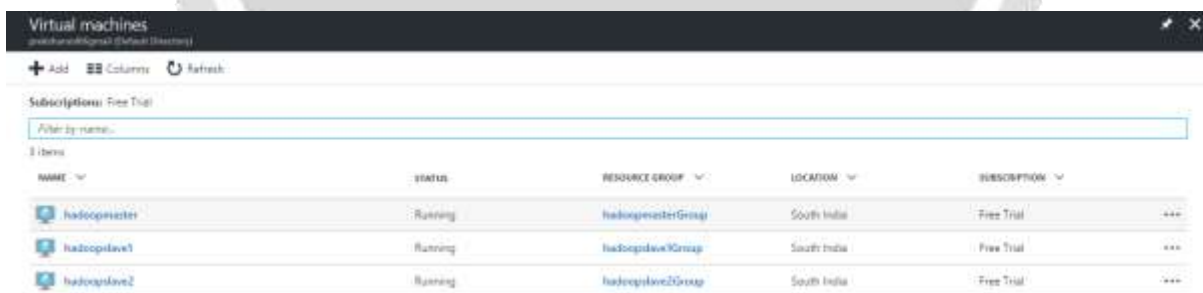 Virtual machines
(Default Directory)
Add Columns Refresh
Subscriptions: Free Trial
Filter by name...
3 items
NAME STATUS RESOURCE GROUP LOCATION SUBSCRIPTION
hadoopmaster Running hadoopmasterGroup South India Free Trial
hadoopslave1 Running hadoopslave1Group South India Free Trial
hadoopslave2 Running hadoopslave2Group South India Free Trial